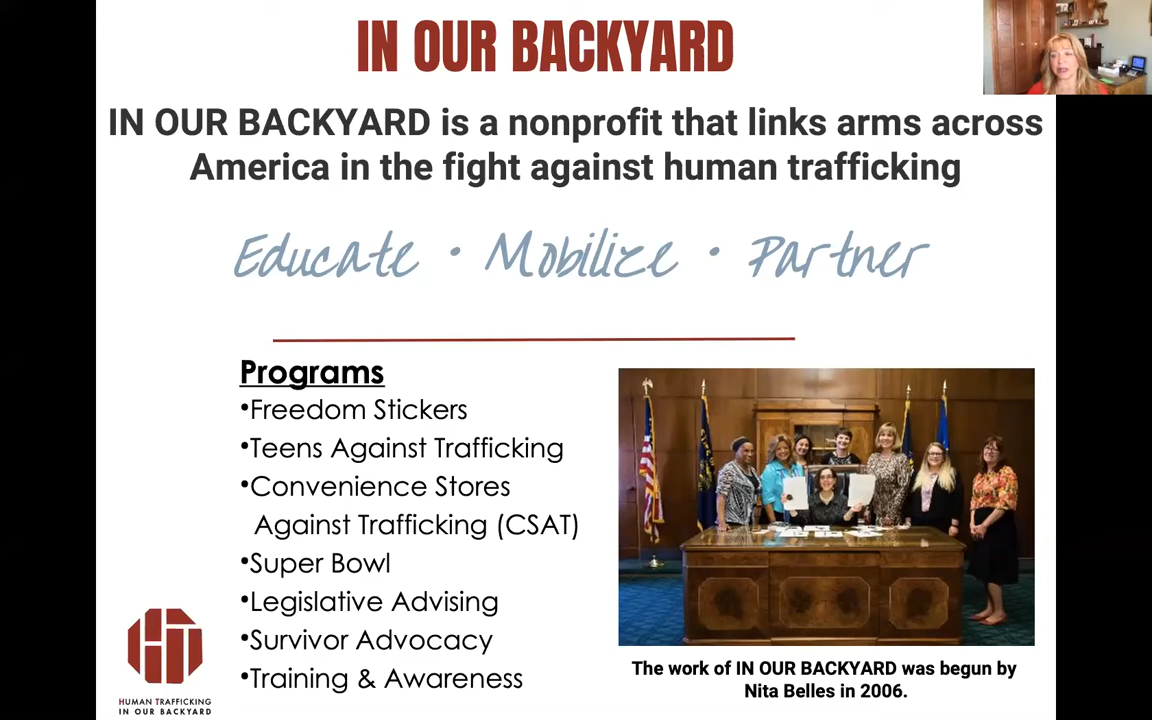 IN OUR BACKYARD
IN OUR BACKYARD is a nonprofit that links arms across
America in the fight against human trafficking
Educate • Mobilize • Partner
Programs
•Freedom Stickers
•Teens Against Trafficking
•Convenience Stores
Against Trafficking (CSAT)
•Super Bowl
•Legislative Advising
•Survivor Advocacy
•Training & Awareness
The work of IN OUR BACKYARD was begun by
Nita Belles in 2006.
HT
HUMAN TRAFFICKING
IN OUR BACKYARD